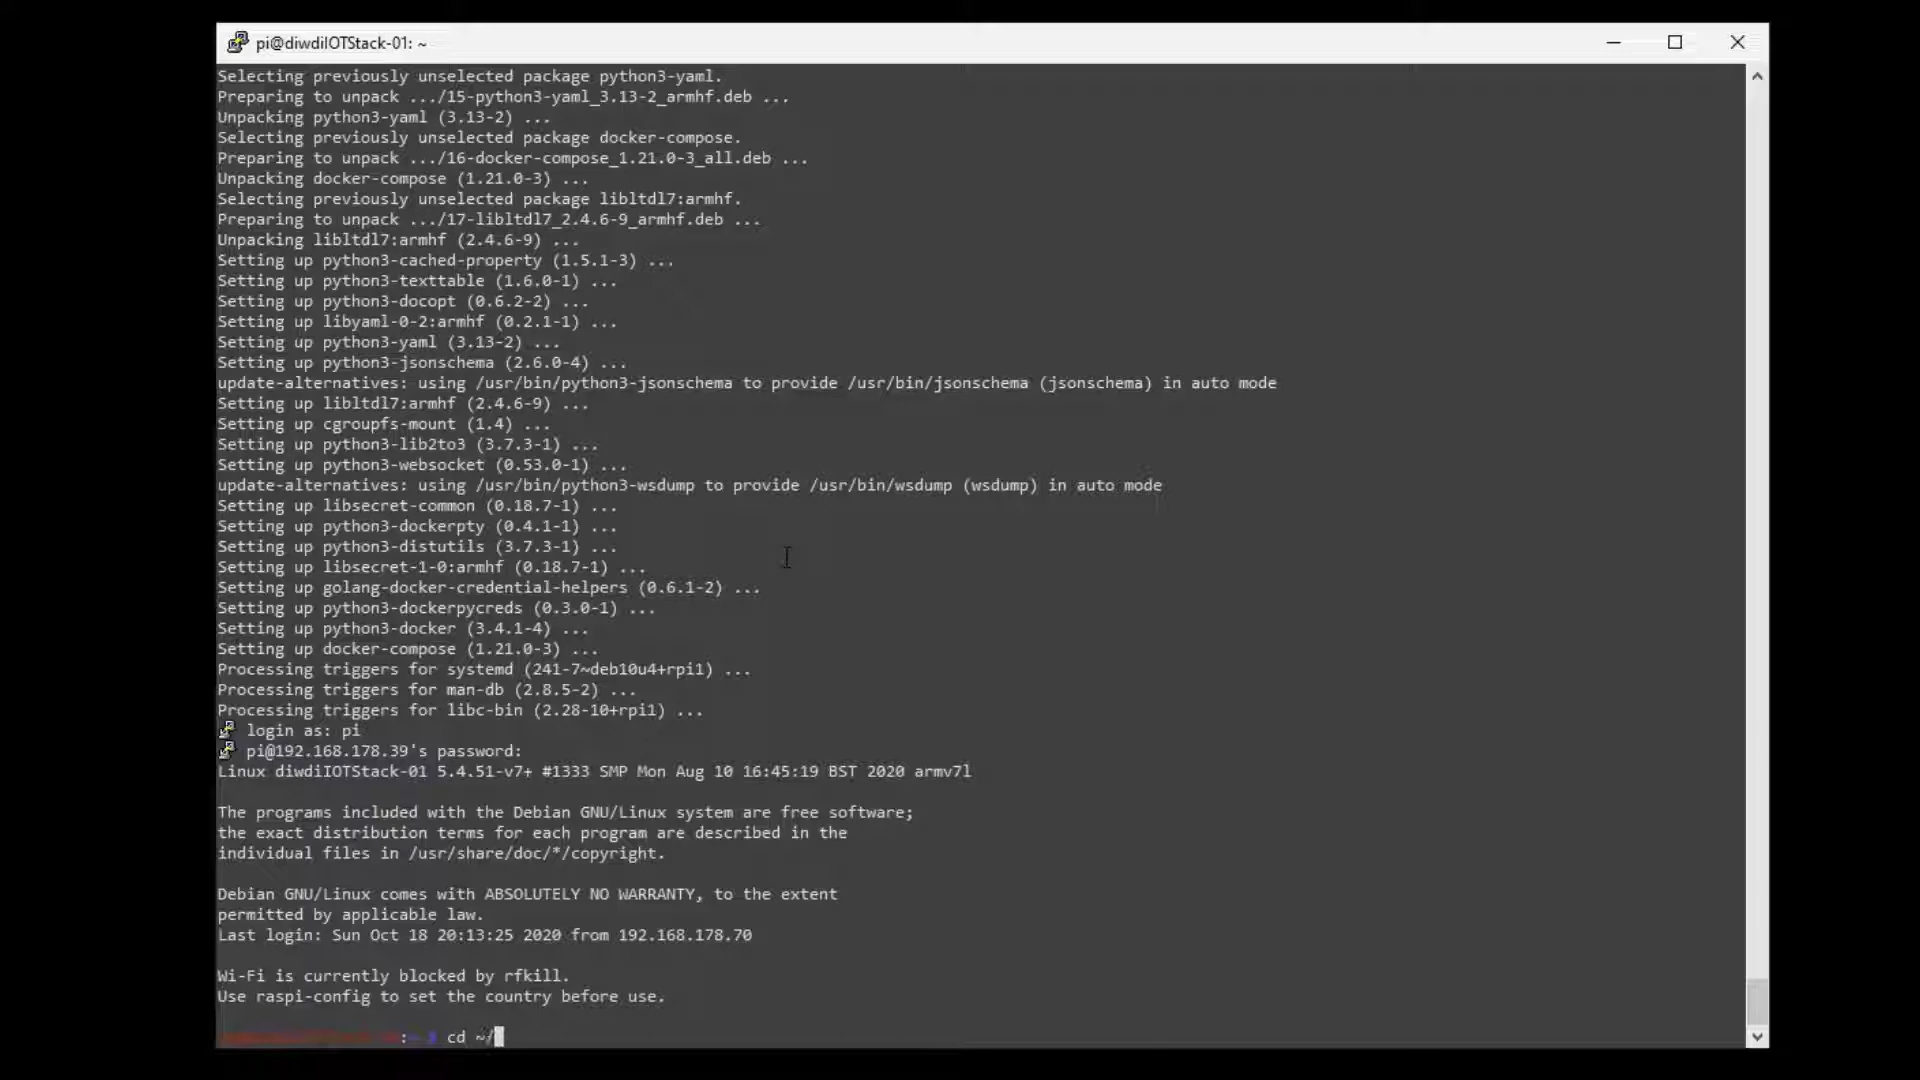 pi@diwdiIOTStack-01: ~
Selecting previously unselected package python3-yaml.
Preparing to unpack .../15-python3-yaml_3.13-2_armhf.deb ...
Unpacking python3-yaml (3.13-2) ...
Selecting previously unselected package docker-compose.
Preparing to unpack .../16-docker-compose_1.21.0-3_all.deb ...
Unpacking docker-compose (1.21.0-3) ...
Selecting previously unselected package libltdl7:armhf.
Preparing to unpack .../17-libltdl7_2.4.6-9_armhf.deb ...
Unpacking libltdl7:armhf (2.4.6-9) ...
Setting up python3-cached-property (1.5.1-3) ...
Setting up python3-texttable (1.6.0-1) ...
Setting up python3-docopt (0.6.2-2) ...
Setting up libyaml-0-2:armhf (0.2.1-1) ...
Setting up python3-yaml (3.13-2) ...
Setting up python3-jsonschema (2.6.0-4) ...
update-alternatives: using /usr/bin/python3-jsonschema to provide /usr/bin/jsonschema (jsonschema) in auto mode
Setting up libltdl7:armhf (2.4.6-9) ...
Setting up cgroupfs-mount (1.4) ...
Setting up python3-lib2to3 (3.7.3-1) ...
Setting up python3-websocket (0.53.0-1) ...
update-alternatives: using /usr/bin/python3-wsdump to provide /usr/bin/wsdump (wsdump) in auto mode
Setting up libsecret-common (0.18.7-1) ...
Setting up python3-dockerpty (0.4.1-1) ...
Setting up python3-distutils (3.7.3-1) ...
Setting up libsecret-1-0:armhf (0.18.7-1) ...
Setting up golang-docker-credential-helpers (0.6.1-2) ...
Setting up python3-dockerpycreds (0.3.0-1) ...
Setting up python3-docker (3.4.1-4) ...
Setting up docker-compose (1.21.0-3) ...
Processing triggers for systemd (241-7~deb10u4+rpi1) ...
Processing triggers for man-db (2.8.5-2) ...
Processing triggers for libc-bin (2.28-10+rpi1) ...
login as: pi
pi@192.168.178.39's password:
Linux diwdiIOTStack-01 5.4.51-v7+ #1333 SMP Mon Aug 10 16:45:19 BST 2020 armv7l
The programs included with the Debian GNU/Linux system are free software;
the exact distribution terms for each program are described in the
individual files in /usr/share/doc/*/copyright.
Debian GNU/Linux comes with ABSOLUTELY NO WARRANTY, to the extent
permitted by applicable law.
Last login: Sun Oct 18 20:13:25 2020 from 192.168.178.70
Wi-Fi is currently blocked by rfkill.
Use raspi-config to set the country before use.
cd ~/